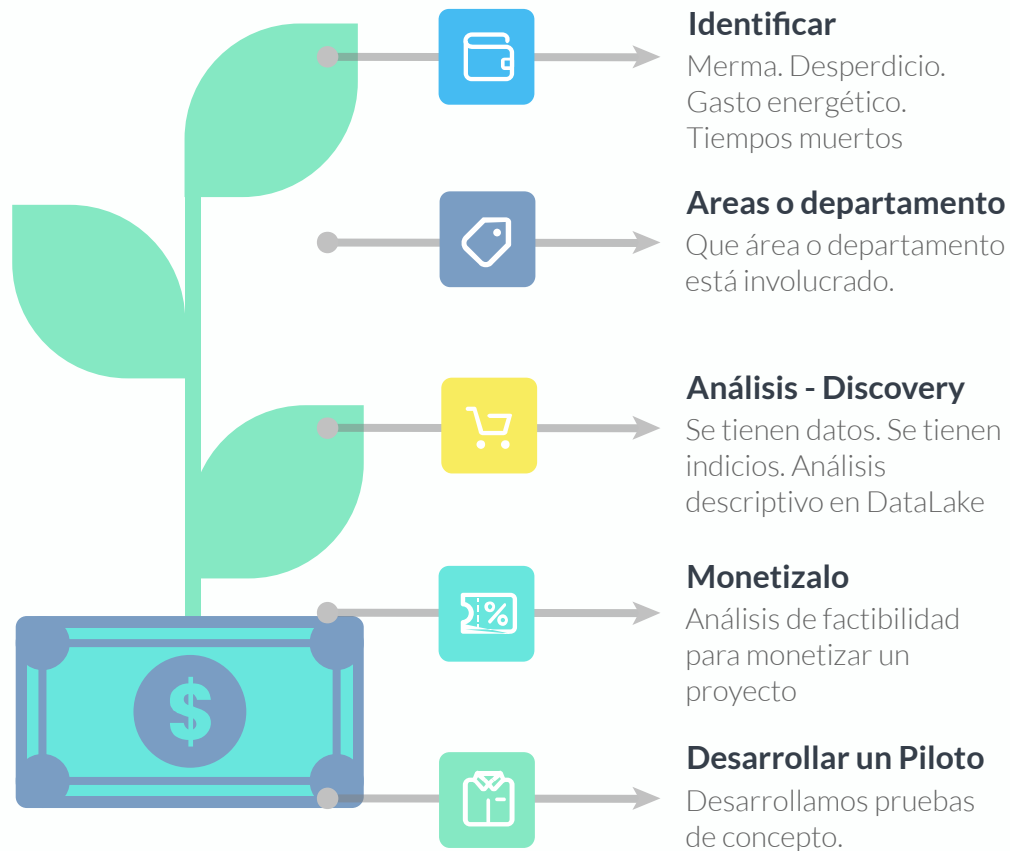 Identificar
Merma. Desperdicio.
Gasto energético.
Tiempos muertos
Areas o departamento
Que área o departamento
está involucrado.
Análisis - Discovery
Se tienen datos. Se tienen
indicios. Análisis
descriptivo en DataLake
Monetizalo
%
Análisis de factibilidad
para monetizar un
proyecto
$
Desarrollar un Piloto
Desarrollamos pruebas
de concepto.